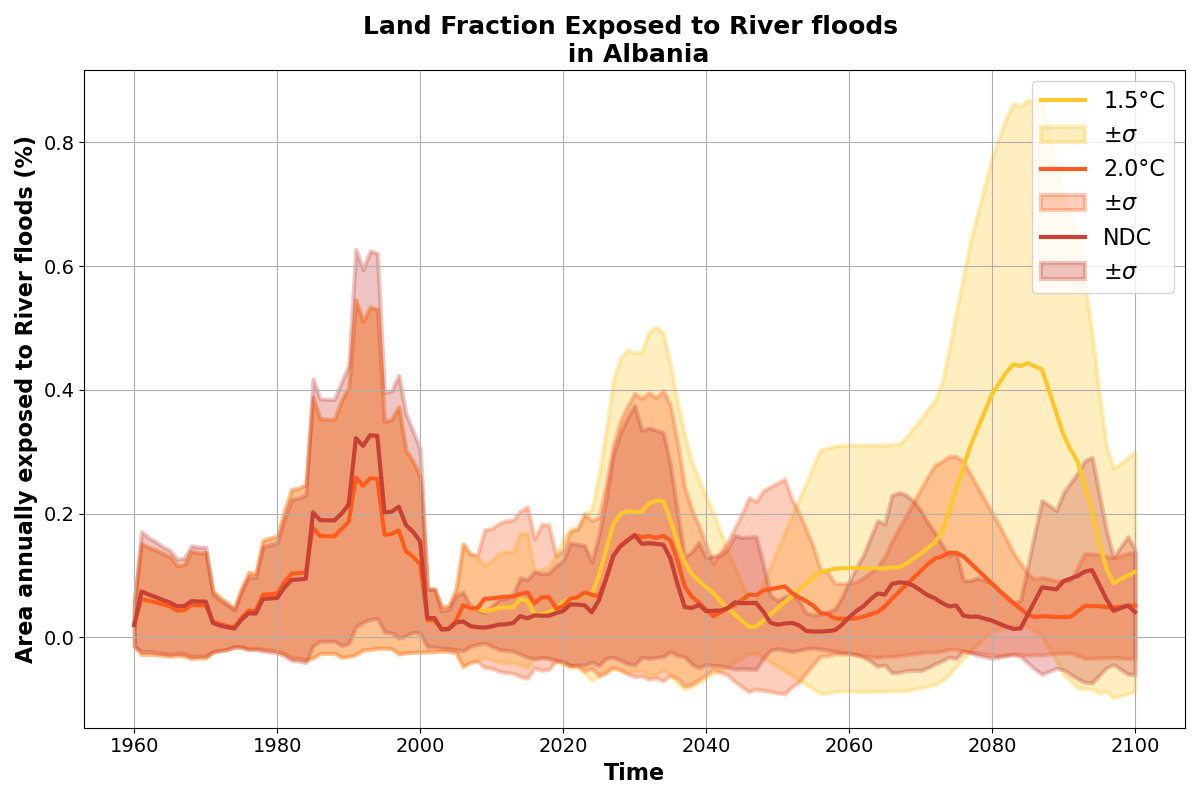 Land Fraction Exposed to River floods
in Albania
Area annually exposed to River floods (%)
0.8
0.6
0.4
0.2
0.0
1960 1980 2000 2020 2040 2060 2080 2100
Time
1.5°C
±σ
2.0°C
±σ
NDC
±σ